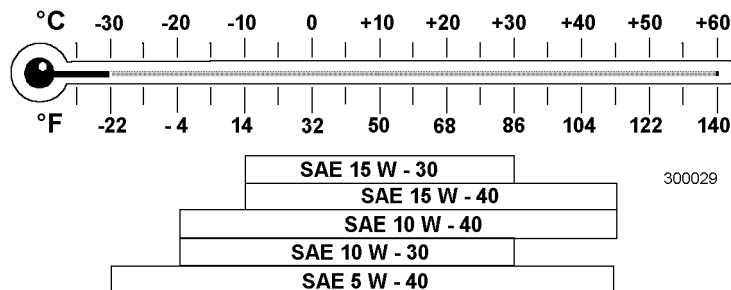 °C -30 -20 -10 0 +10 +20 +30 +40 +50 +60
°F -22 - 4 14 32 50 68 86 104 122 140
SAE 15 W - 30
300029
SAE 15 W - 40
SAE 10 W - 40
SAE 10 W - 30
SAE 5 W - 40